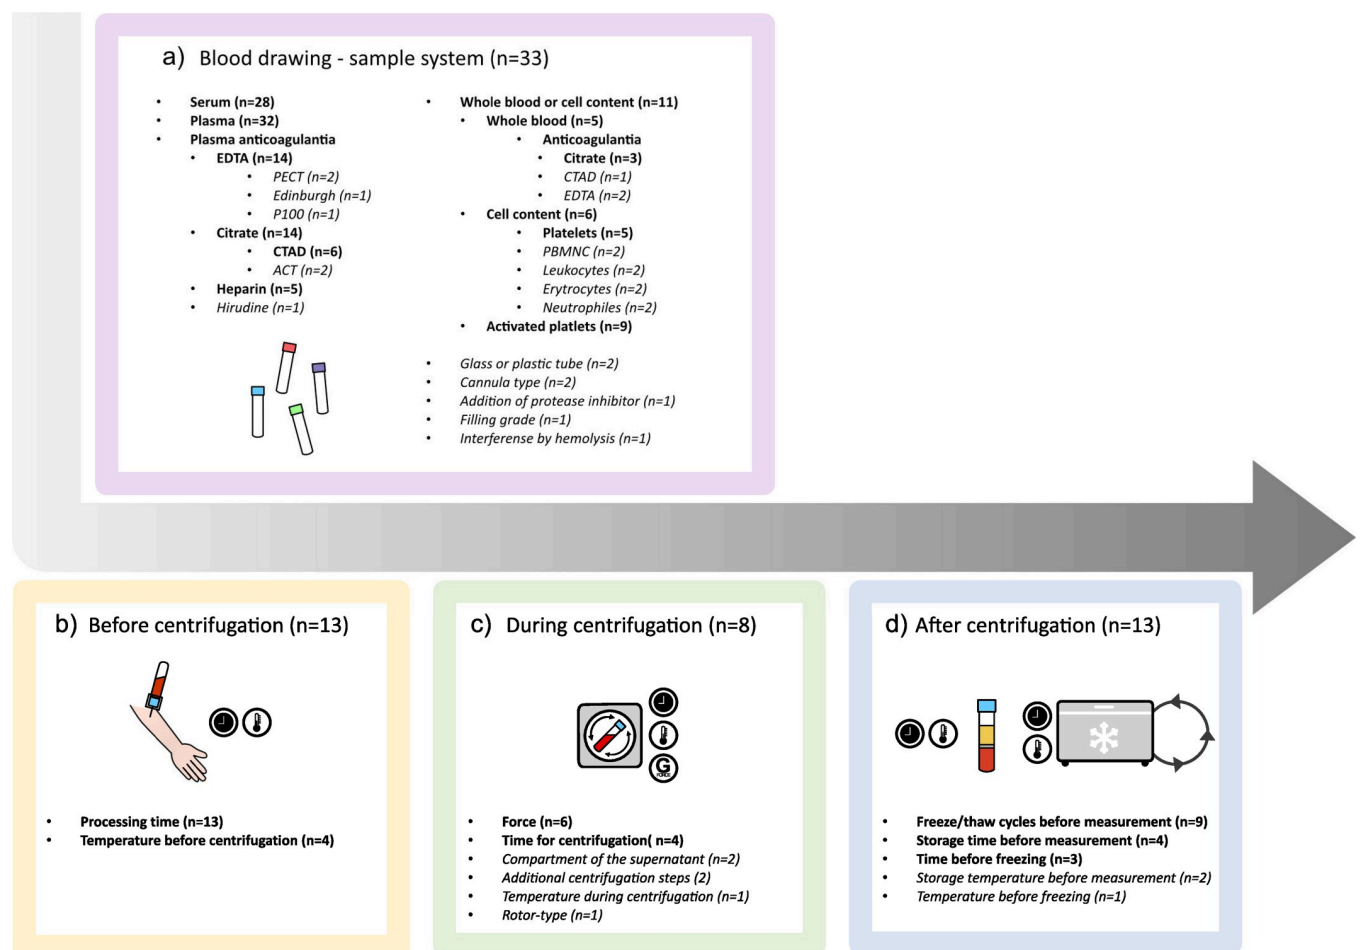 a) Blood drawing - sample system (n=33)
• Serum (n=28)
• Plasma (n=32)
• Plasma anticoagulantia
• EDTA (n=14)
• PECT (n=2)
• Edinburgh (n=1)
• P100 (n=1)
• Citrate (n=14)
• CTAD (n=6)
• ACT (n=2)
• Heparin (n=5)
• Hirudine (n=1)
• Whole blood or cell content (n=11)
• Whole blood (n=5)
• Anticoagulantia
• Citrate (n=3)
• CTAD (n=1)
• EDTA (n=2)
• Cell content (n=6)
• Platelets (n=5)
• PBMNC (n=2)
• Leukocytes (n=2)
• Erytrocytes (n=2)
• Neutrophiles (n=2)
• Activated platlets (n=9)
• Glass or plastic tube (n=2)
• Cannula type (n=2)
• Addition of protease inhibitor (n=1)
• Filling grade (n=1)
• Interferense by hemolysis (n=1)
b) Before centrifugation (n=13)
• Processing time (n=13)
• Temperature before centrifugation (n=4)
c) During centrifugation (n=8)
G
FORCE
• Force (n=6)
• Time for centrifugation( n=4)
• Compartment of the supernatant (n=2)
• Additional centrifugation steps (2)
• Temperature during centrifugation (n=1)
• Rotor-type (n=1)
d) After centrifugation (n=13)
• Freeze/thaw cycles before measurement (n=9)
• Storage time before measurement (n=4)
• Time before freezing (n=3)
• Storage temperature before measurement (n=2)
• Temperature before freezing (n=1)